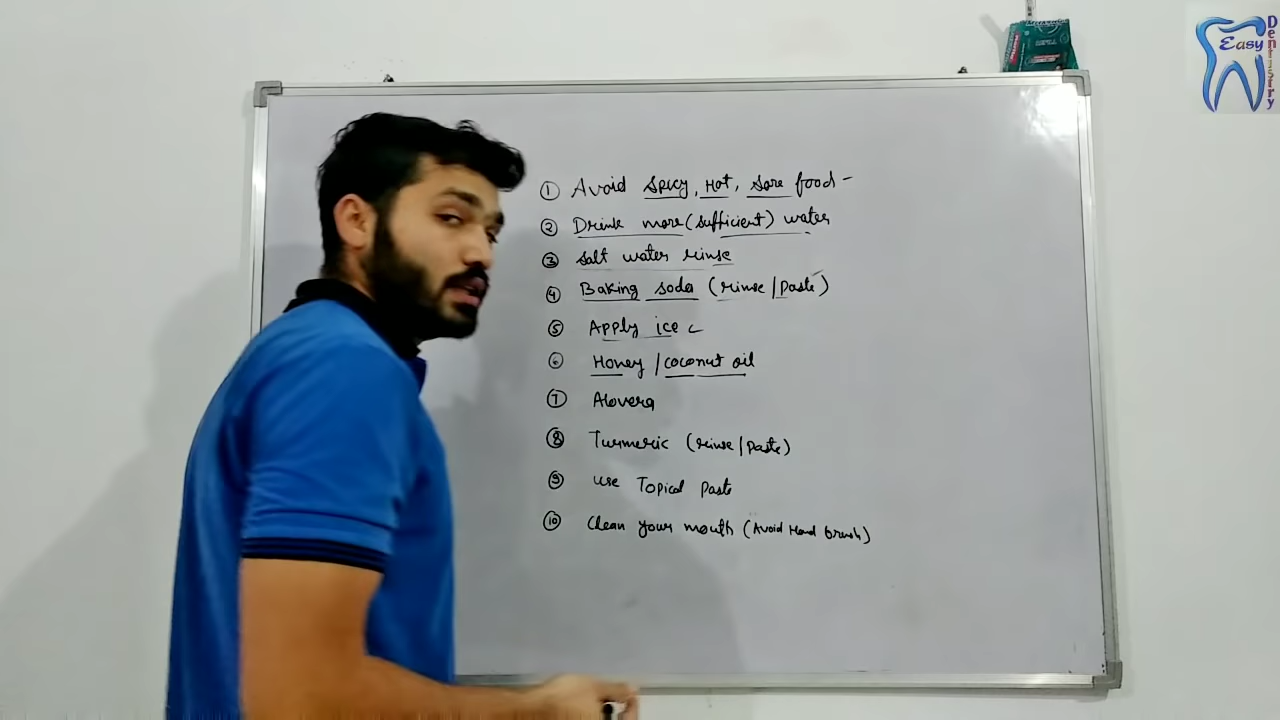 ① Avoid Spicy, Hot, Sore food -
② Drink more (sufficient) water
③ Salt water rinse
④ Baking soda (rinse/paste)
⑤ Apply ice
⑥ Honey / coconut oil
⑦ Alovera
⑧ Turmeric (rinse/paste)
⑨ use Topical Paste
⑩ Clean your mouth (Avoid Hard brush)
Easy
Dentistry